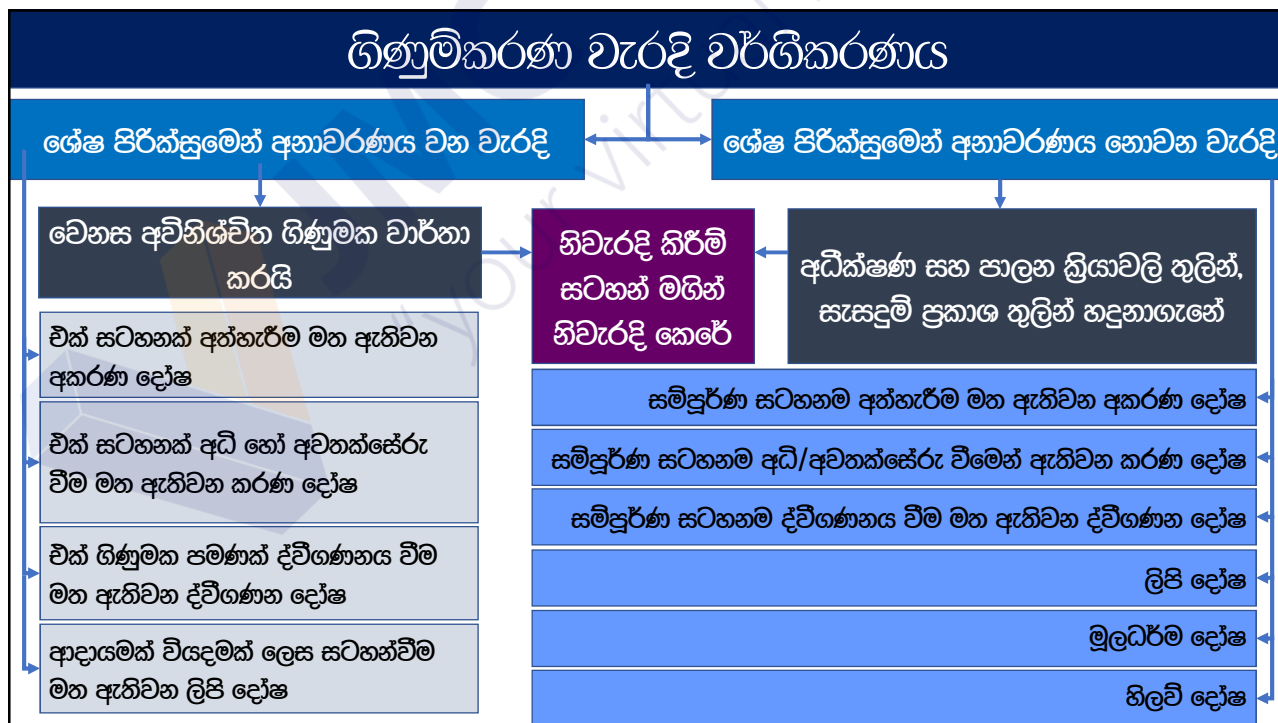 ගිණුම්කරණ වැරදි වර්ගීකරණය
ශේෂ පිරික්සුමෙන් අනාවරණය වන වැරදි
ශේෂ පිරික්සුමෙන් අනාවරණය නොවන වැරදි
වෙනස අවිනිශ්චිත ගිණුමක වාර්තා
කරයි
නිවැරදි කිරීම්
සටහන් මගින්
නිවැරදි කෙරේ
අධීක්ෂණ සහ පාලන ක්‍රියාවලි තුලින්,
සැසදුම් ප්‍රකාශ තුලින් හදුනාගැනේ
එක් සටහනක් අත්හැරීම මත ඇතිවන
අකරණ දෝෂ
එක් සටහනක් අධි හෝ අවතක්සේරු
වීම මත ඇතිවන කරණ දෝෂ
එක් ගිණුමක පමණක් ද්වීගණනය වීම
මත ඇතිවන ද්වීගණන දෝෂ
ආදායමක් වියදමක් ලෙස සටහන්වීම
මත ඇතිවන ලිපි දෝෂ
සම්පූර්ණ සටහනම අත්හැරීම මත ඇතිවන අකරණ දෝෂ
සම්පූර්ණ සටහනම අධි/අවතක්සේරු වීමෙන් ඇතිවන කරණ දෝෂ
සම්පූර්ණ සටහනම ද්වීගණනය වීම මත ඇතිවන ද්වීගණන දෝෂ
ලිපි දෝෂ
මූලධර්ම දෝෂ
හිලව් දෝෂ